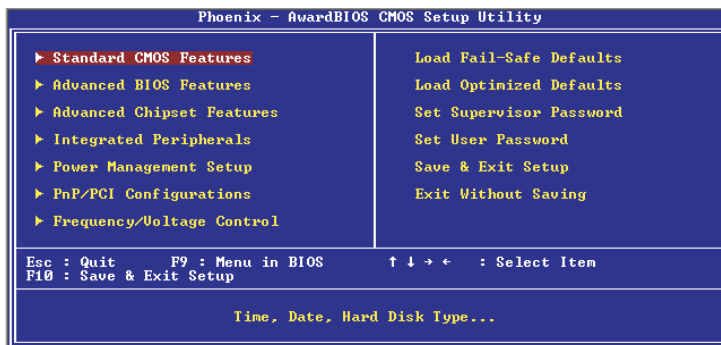 Phoenix - AwardBIOS CMOS Setup Utility
▶ Standard CMOS Features
▶ Advanced BIOS Features
▶ Advanced Chipset Features
▶ Integrated Peripherals
▶ Power Management Setup
▶ PnP/PCI Configurations
▶ Frequency/Voltage Control
Load Fail-Safe Defaults
Load Optimized Defaults
Set Supervisor Password
Set User Password
Save & Exit Setup
Exit Without Saving
Esc : Quit F9 : Menu in BIOS ↑ ↓ → ← : Select Item
F10 : Save & Exit Setup
Time, Date, Hard Disk Type...